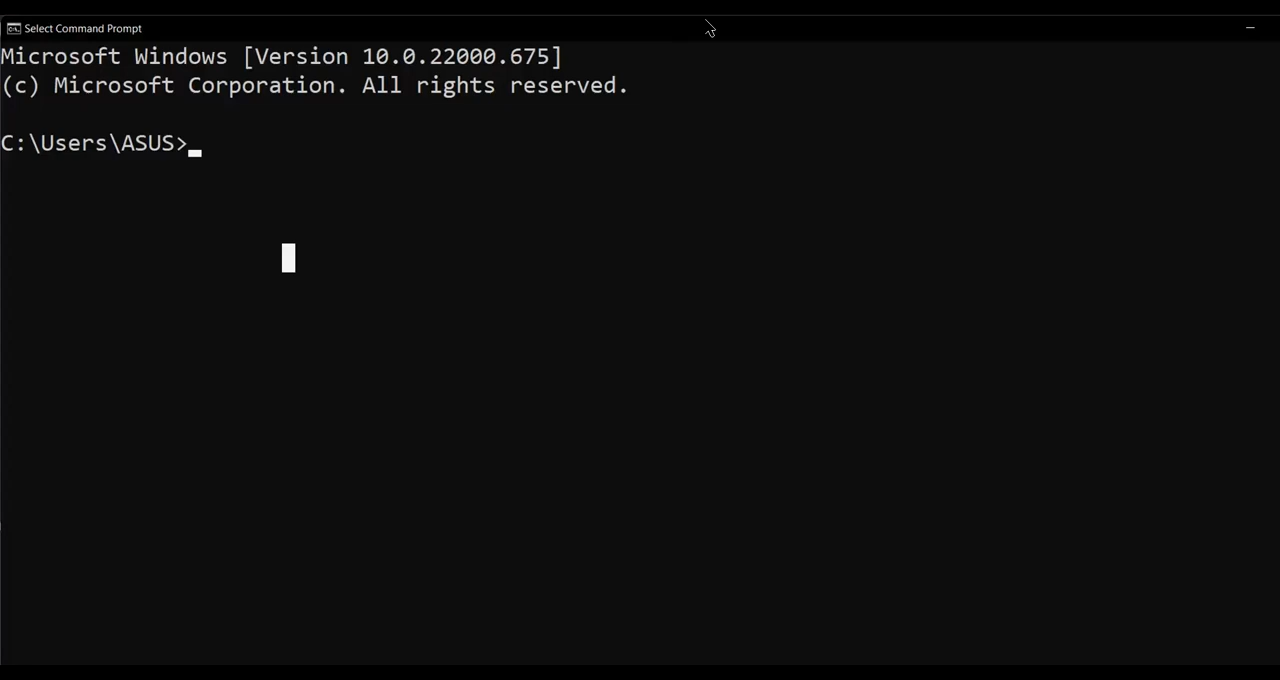 Select Command Prompt
Microsoft Windows [Version 10.0.22000.675]
(c) Microsoft Corporation. All rights reserved.
C:\Users\ASUS>